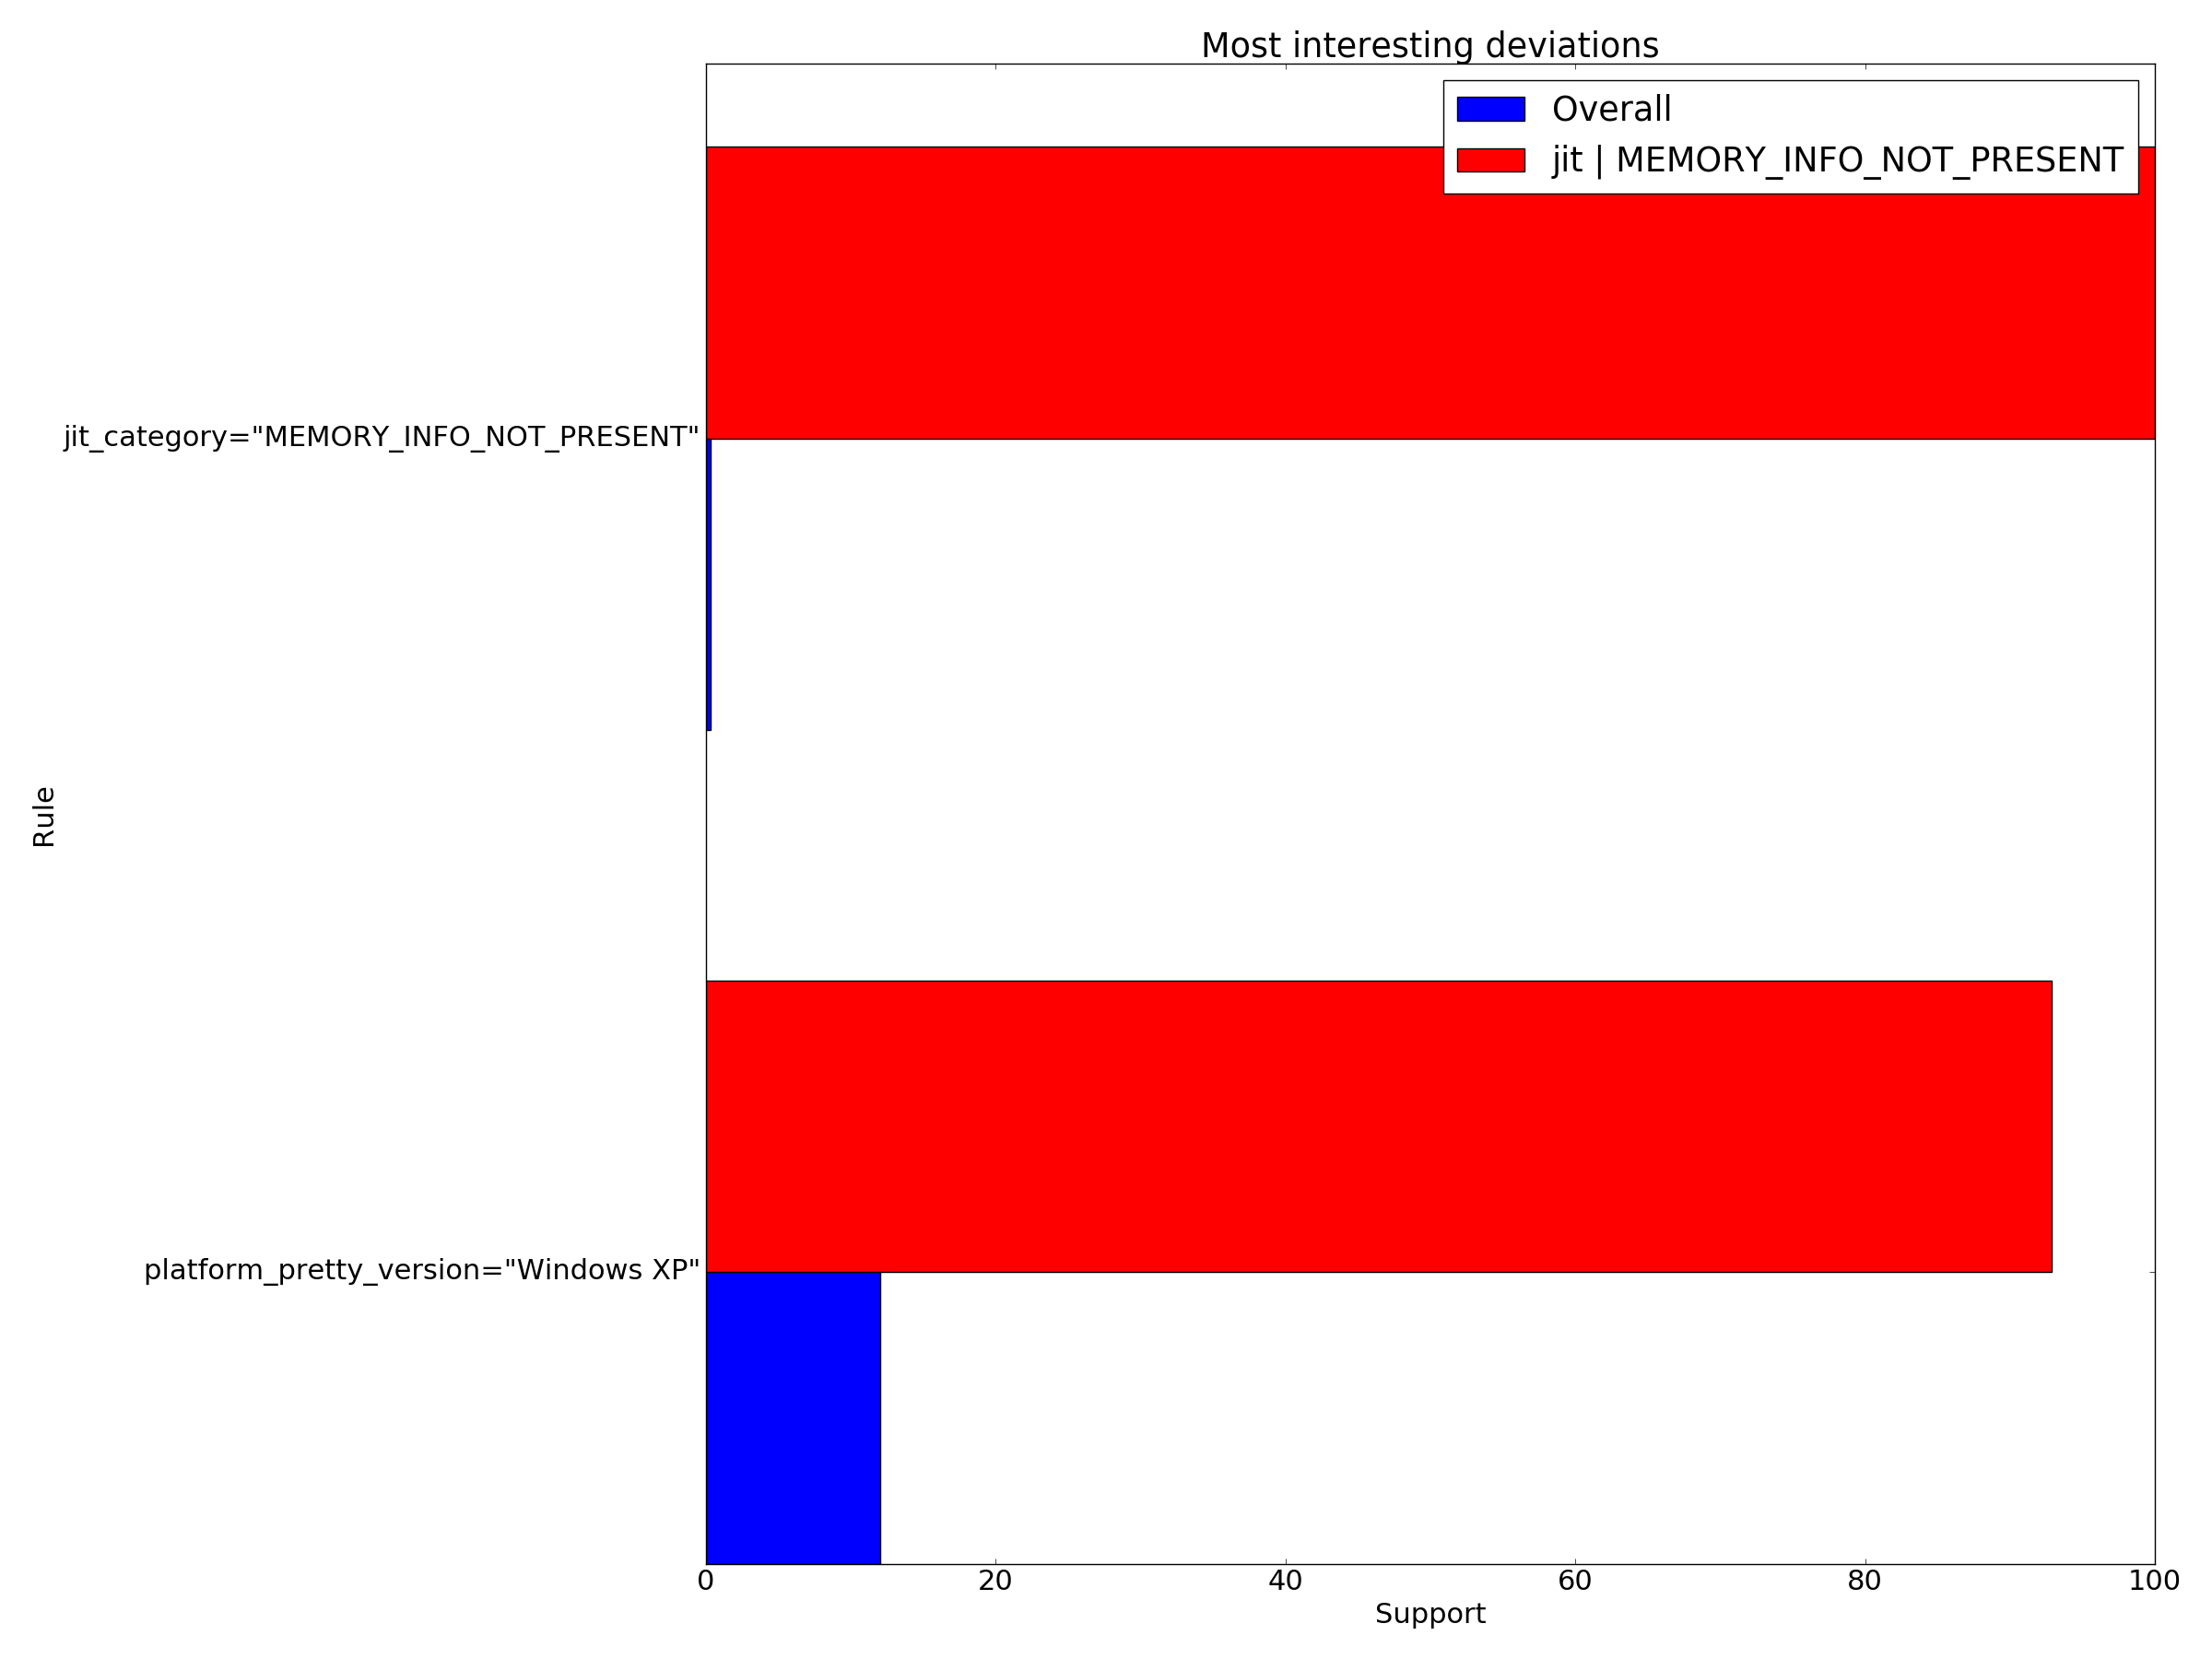 Most interesting deviations
Overall
jit | MEMORY_INFO_NOT_PRESENT
jit_category="MEMORY_INFO_NOT_PRESENT"
Rule
platform_pretty_version="Windows XP"
0 20 40 60 80 100
Support